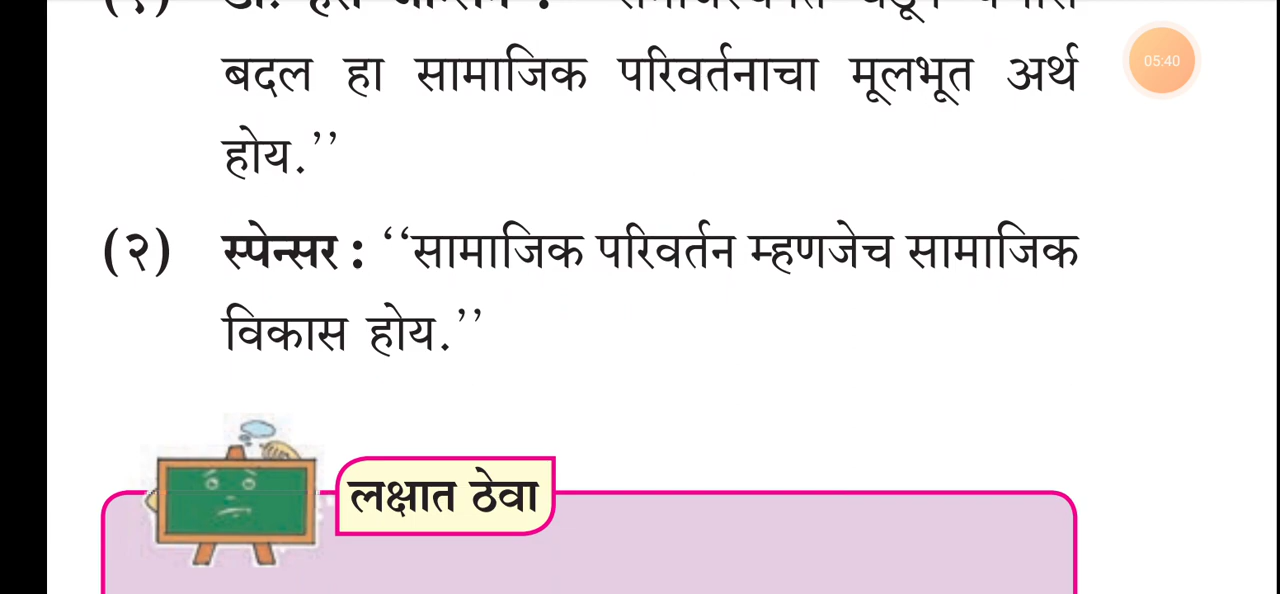 बदल हा सामाजिक परिवर्तनाचा मूलभूत अर्थ
होय.’’
(२) स्पेन्सर : ‘‘सामाजिक परिवर्तन म्हणजेच सामाजिक
विकास होय.’’
लक्षात ठेवा
05:40